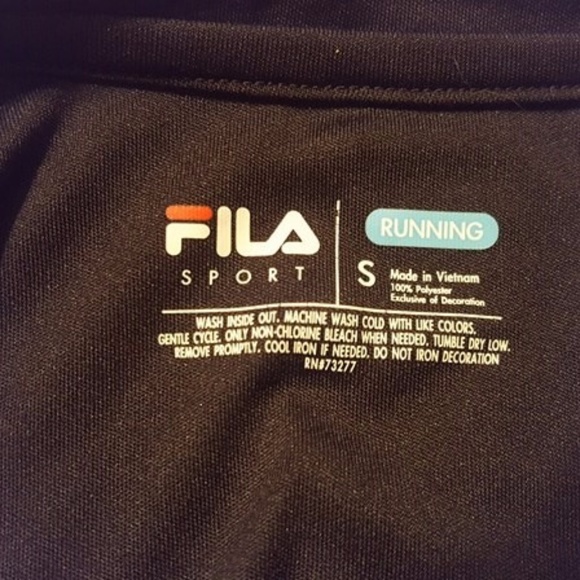 FILA
SPORT
RUNNING
S
Made in Vietnam
100% Polyester
Exclusive of Decoration
WASH INSIDE OUT. MACHINE WASH COLD WITH LIKE COLORS.
GENTLE CYCLE. ONLY NON-CHLORINE BLEACH WHEN NEEDED. TUMBLE DRY LOW.
REMOVE PROMPTLY. COOL IRON IF NEEDED. DO NOT IRON DECORATION
RN#73277